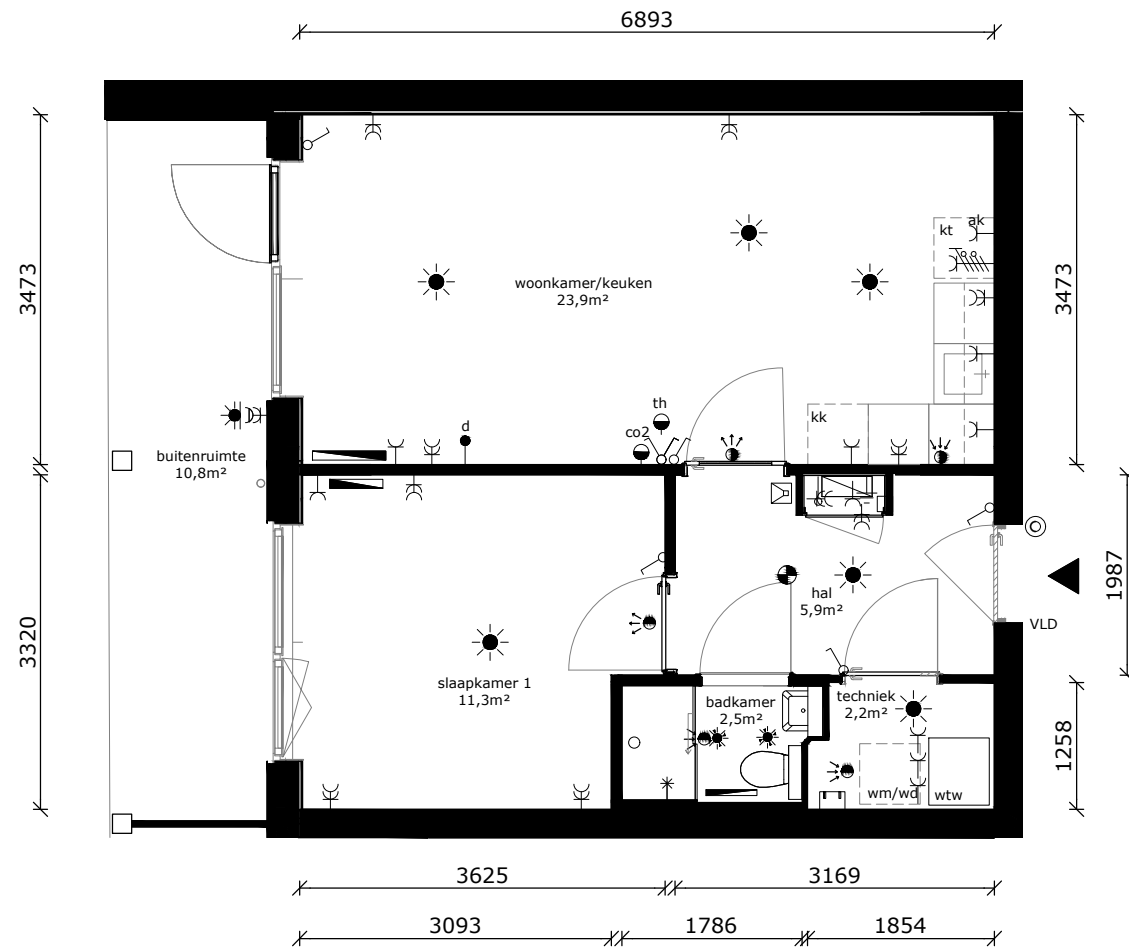 6893
3473
3473
kt
ak
woonkamer/keuken
23,9m²
th
co2
d
kk
buitenruimte
10,8m²
3320
1987
hal
5,9m²
VLD
slaapkamer 1
11,3m²
badkamer
2,5m²
techniek
2,2m²
1258
wm/wd
wtw
3625
3169
3093
1786
1854